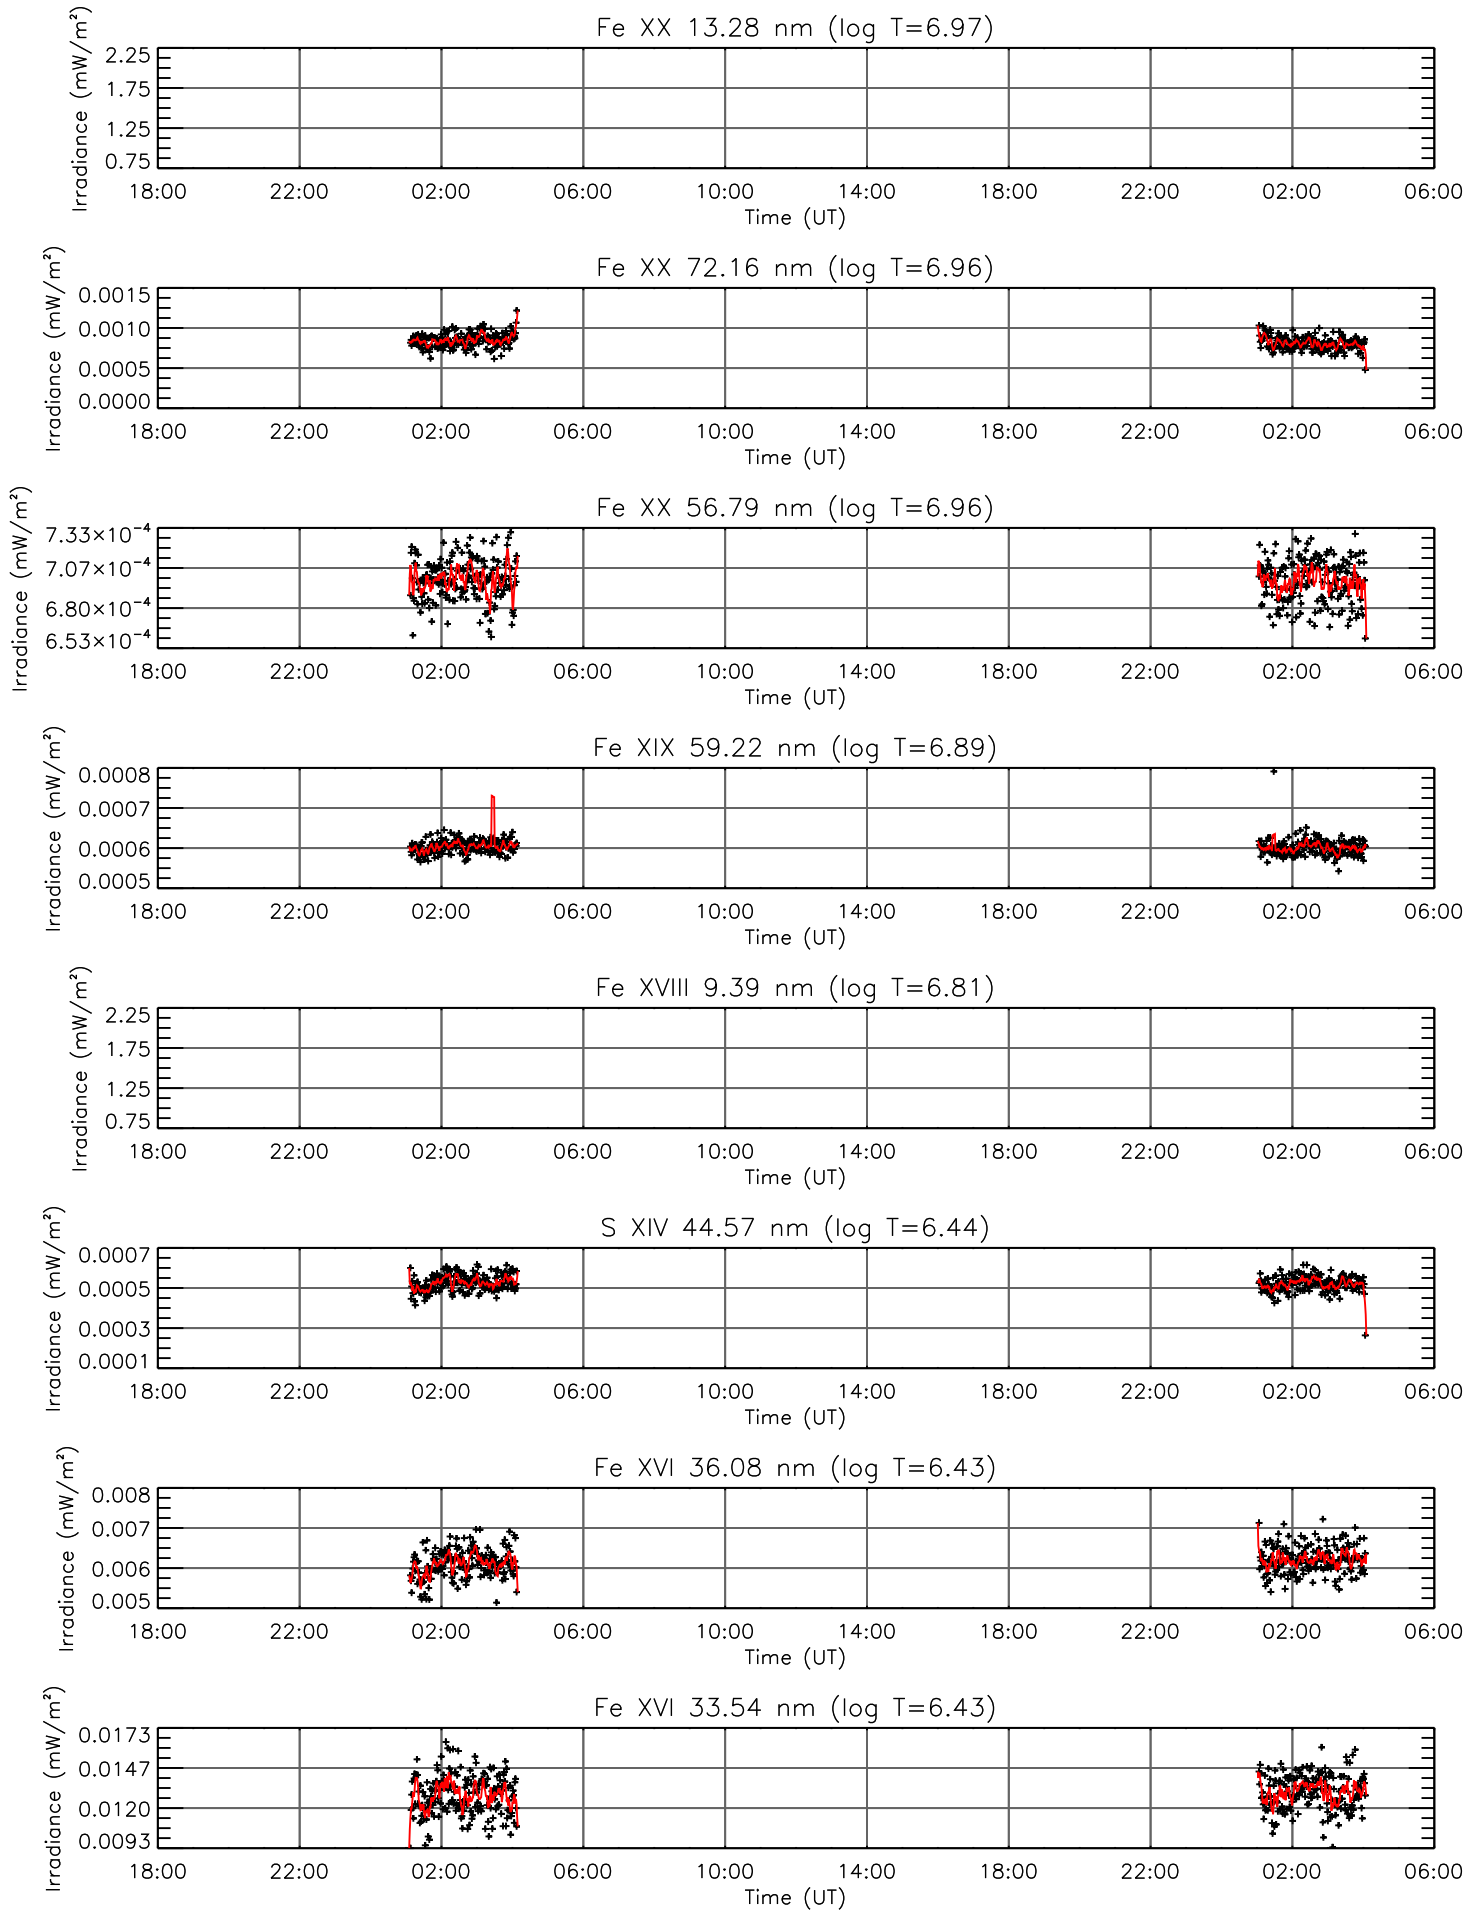 Fe XX 13.28 nm (log T=6.97)
Irradiance (mW/m²)
2.25
1.75
1.25
0.75
18:00 22:00 02:00 06:00 10:00 14:00 18:00 22:00 02:00 06:00
Time (UT)
Fe XX 72.16 nm (log T=6.96)
Irradiance (mW/m²)
0.0015
0.0010
0.0005
0.0000
18:00 22:00 02:00 06:00 10:00 14:00 18:00 22:00 02:00 06:00
Time (UT)
Fe XX 56.79 nm (log T=6.96)
Irradiance (mW/m²)
7.33×10⁻⁴
7.07×10⁻⁴
6.80×10⁻⁴
6.53×10⁻⁴
18:00 22:00 02:00 06:00 10:00 14:00 18:00 22:00 02:00 06:00
Time (UT)
Fe XIX 59.22 nm (log T=6.89)
Irradiance (mW/m²)
0.0008
0.0007
0.0006
0.0005
18:00 22:00 02:00 06:00 10:00 14:00 18:00 22:00 02:00 06:00
Time (UT)
Fe XVIII 9.39 nm (log T=6.81)
Irradiance (mW/m²)
2.25
1.75
1.25
0.75
18:00 22:00 02:00 06:00 10:00 14:00 18:00 22:00 02:00 06:00
Time (UT)
S XIV 44.57 nm (log T=6.44)
Irradiance (mW/m²)
0.0007
0.0005
0.0003
0.0001
18:00 22:00 02:00 06:00 10:00 14:00 18:00 22:00 02:00 06:00
Time (UT)
Fe XVI 36.08 nm (log T=6.43)
Irradiance (mW/m²)
0.008
0.007
0.006
0.005
18:00 22:00 02:00 06:00 10:00 14:00 18:00 22:00 02:00 06:00
Time (UT)
Fe XVI 33.54 nm (log T=6.43)
Irradiance (mW/m²)
0.0173
0.0147
0.0120
0.0093
18:00 22:00 02:00 06:00 10:00 14:00 18:00 22:00 02:00 06:00
Time (UT)